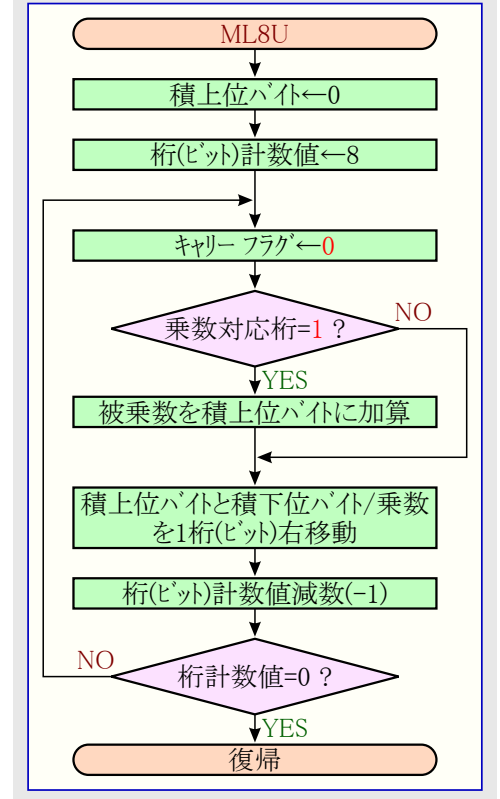 ML8U
積上位ﾊﾞｲﾄ←0
桁(ﾋﾞｯﾄ)計数値←8
ｷｬﾘｰ ﾌﾗｸﾞ←0
乗数対応桁=1 ?
NO
YES
被乗数を積上位ﾊﾞｲﾄに加算
積上位ﾊﾞｲﾄと積下位ﾊﾞｲﾄ/乗数
を1桁(ﾋﾞｯﾄ)右移動
桁(ﾋﾞｯﾄ)計数値減数(-1)
NO
桁計数値=0 ?
YES
復帰